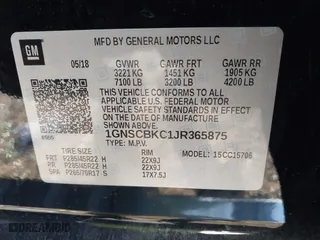 GM
MFD BY GENERAL MOTORS LLC
05/18 GVWR GAWR FRT GAWR RR
3221KG 1451 KG 1905 KG
7100 LB 3200 LB 4200 LB
THIS VEHICLE CONFORMS TO ALL
APPLICABLE U.S. FEDERAL MOTOR
VEHICLE SAFETY STANDARDS IN
EFFECT ON THE DATE OF
MANUFACTURE SHOWN ABOVE.
1GNSCBKC1JR365875
TYPE: M.P.V.
MODEL: 15CC15706
TIRE SIZE RIM
FRT P285/45R22 22X9J
RR P285/45R22 22X9J
SPA P265/70R17 S 17X7.5J